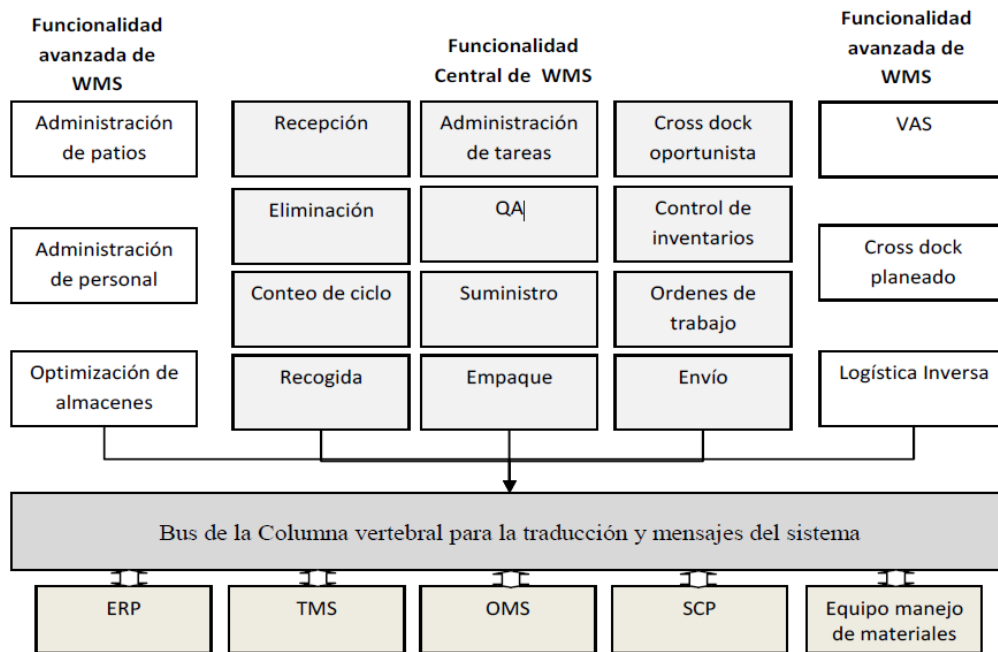 Funcionalidad
avanzada de
WMS
Funcionalidad
Central de WMS
Funcionalidad
avanzada de
WMS
Administración
de patios
Recepción
Administración
de tareas
Cross dock
oportunista
VAS
Eliminación
QA
Control de
inventarios
Administración
de personal
Cross dock
planeado
Conteo de ciclo
Suministro
Ordenes de
trabajo
Optimización de
almacenes
Recogida
Empaque
Envío
Logística Inversa
Bus de la Columna vertebral para la traducción y mensajes del sistema
ERP
TMS
OMS
SCP
Equipo manejo
de materiales